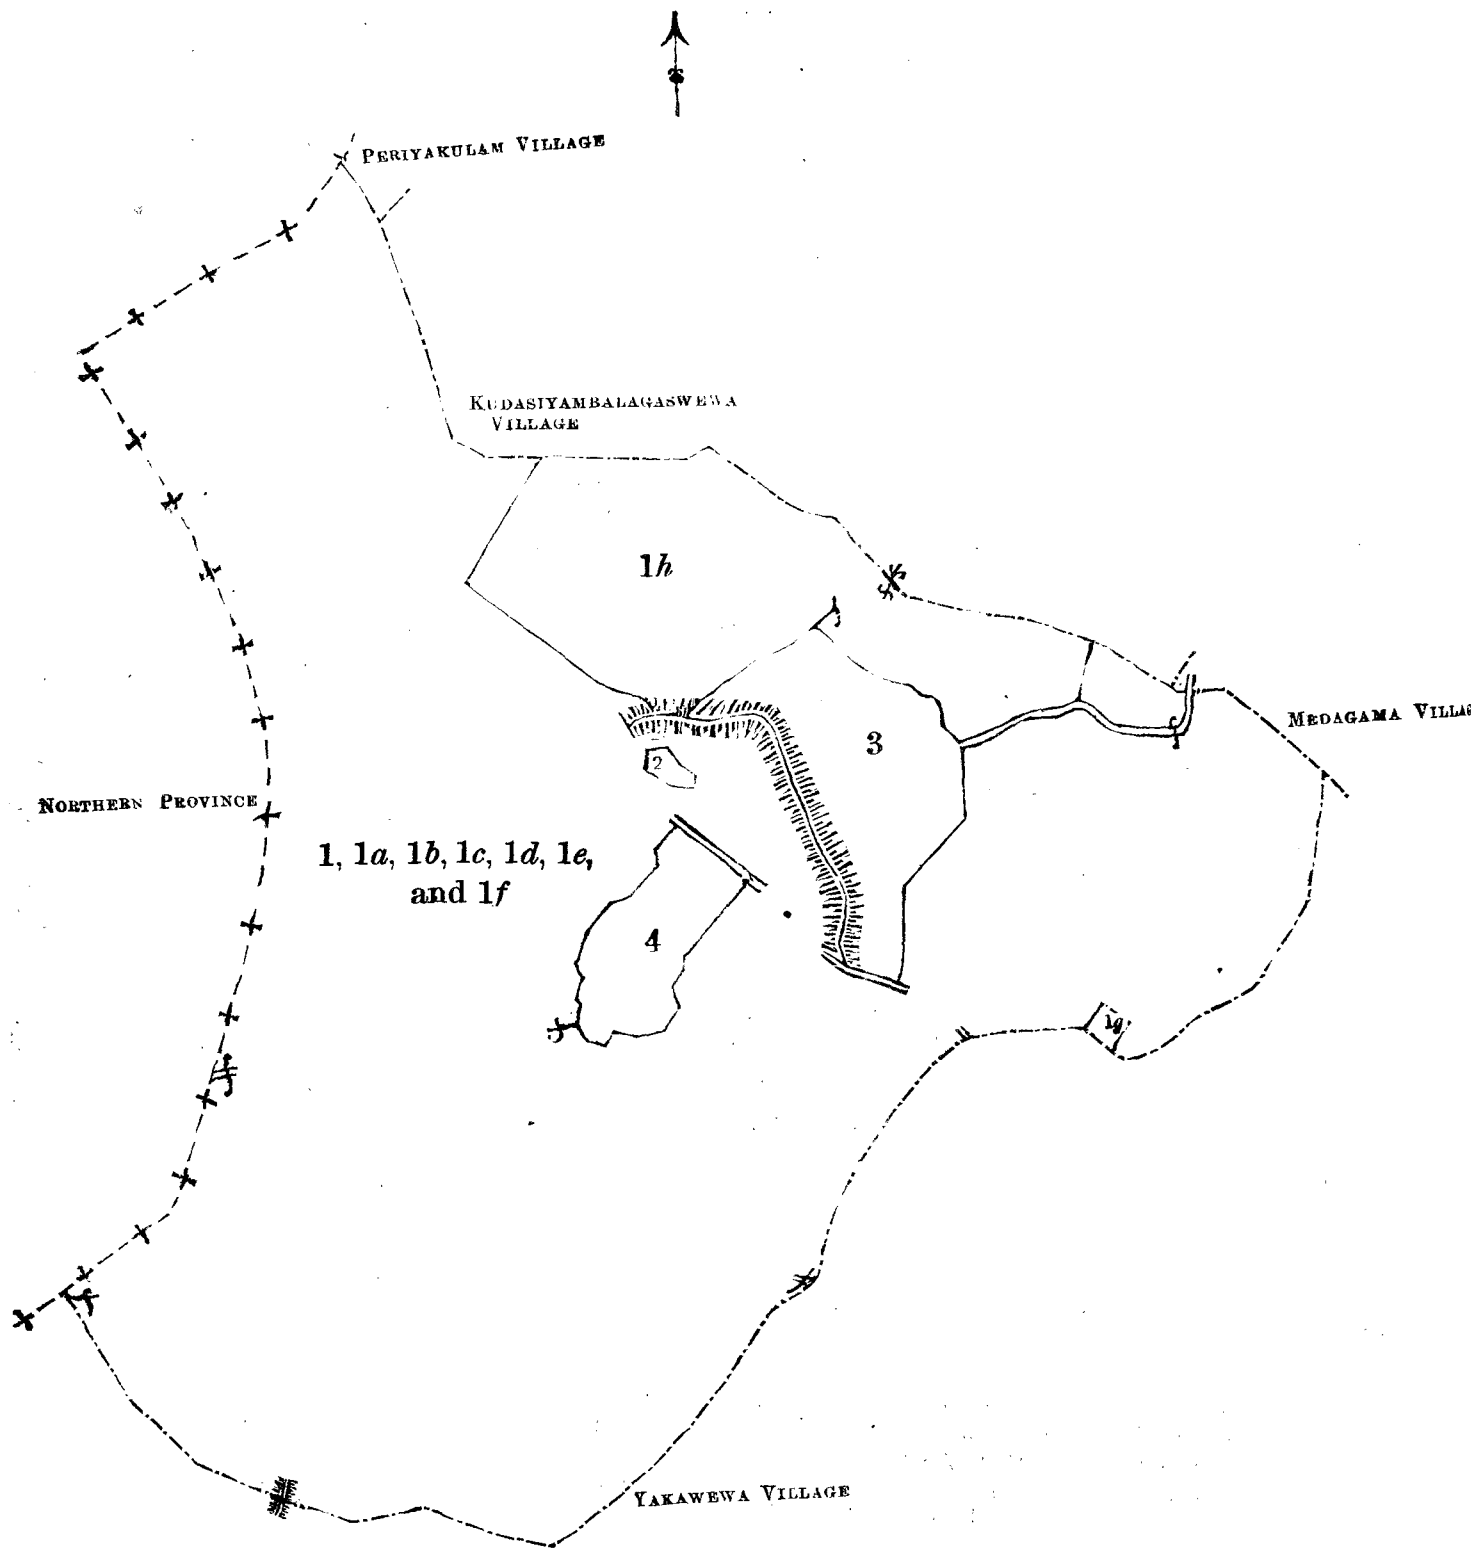 PERIYAKULAM VILLAGE
KUDASIYAMBALAGASWEWA
VILLAGE
1h
3
MEDAGAMA VILLAG
2
NORTHERN PROVINCE
1, 1a, 1b, 1c, 1d, 1e,
and 1f
4
1g
YAKAWEWA VILLAGE